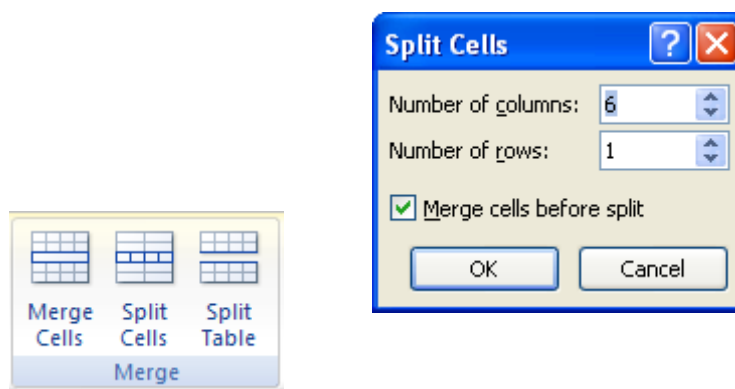 Split Cells ?
Number of columns: 6
Number of rows: 1
Merge cells before split
OK Cancel
Merge Cells
Split Cells
Split Table
Merge